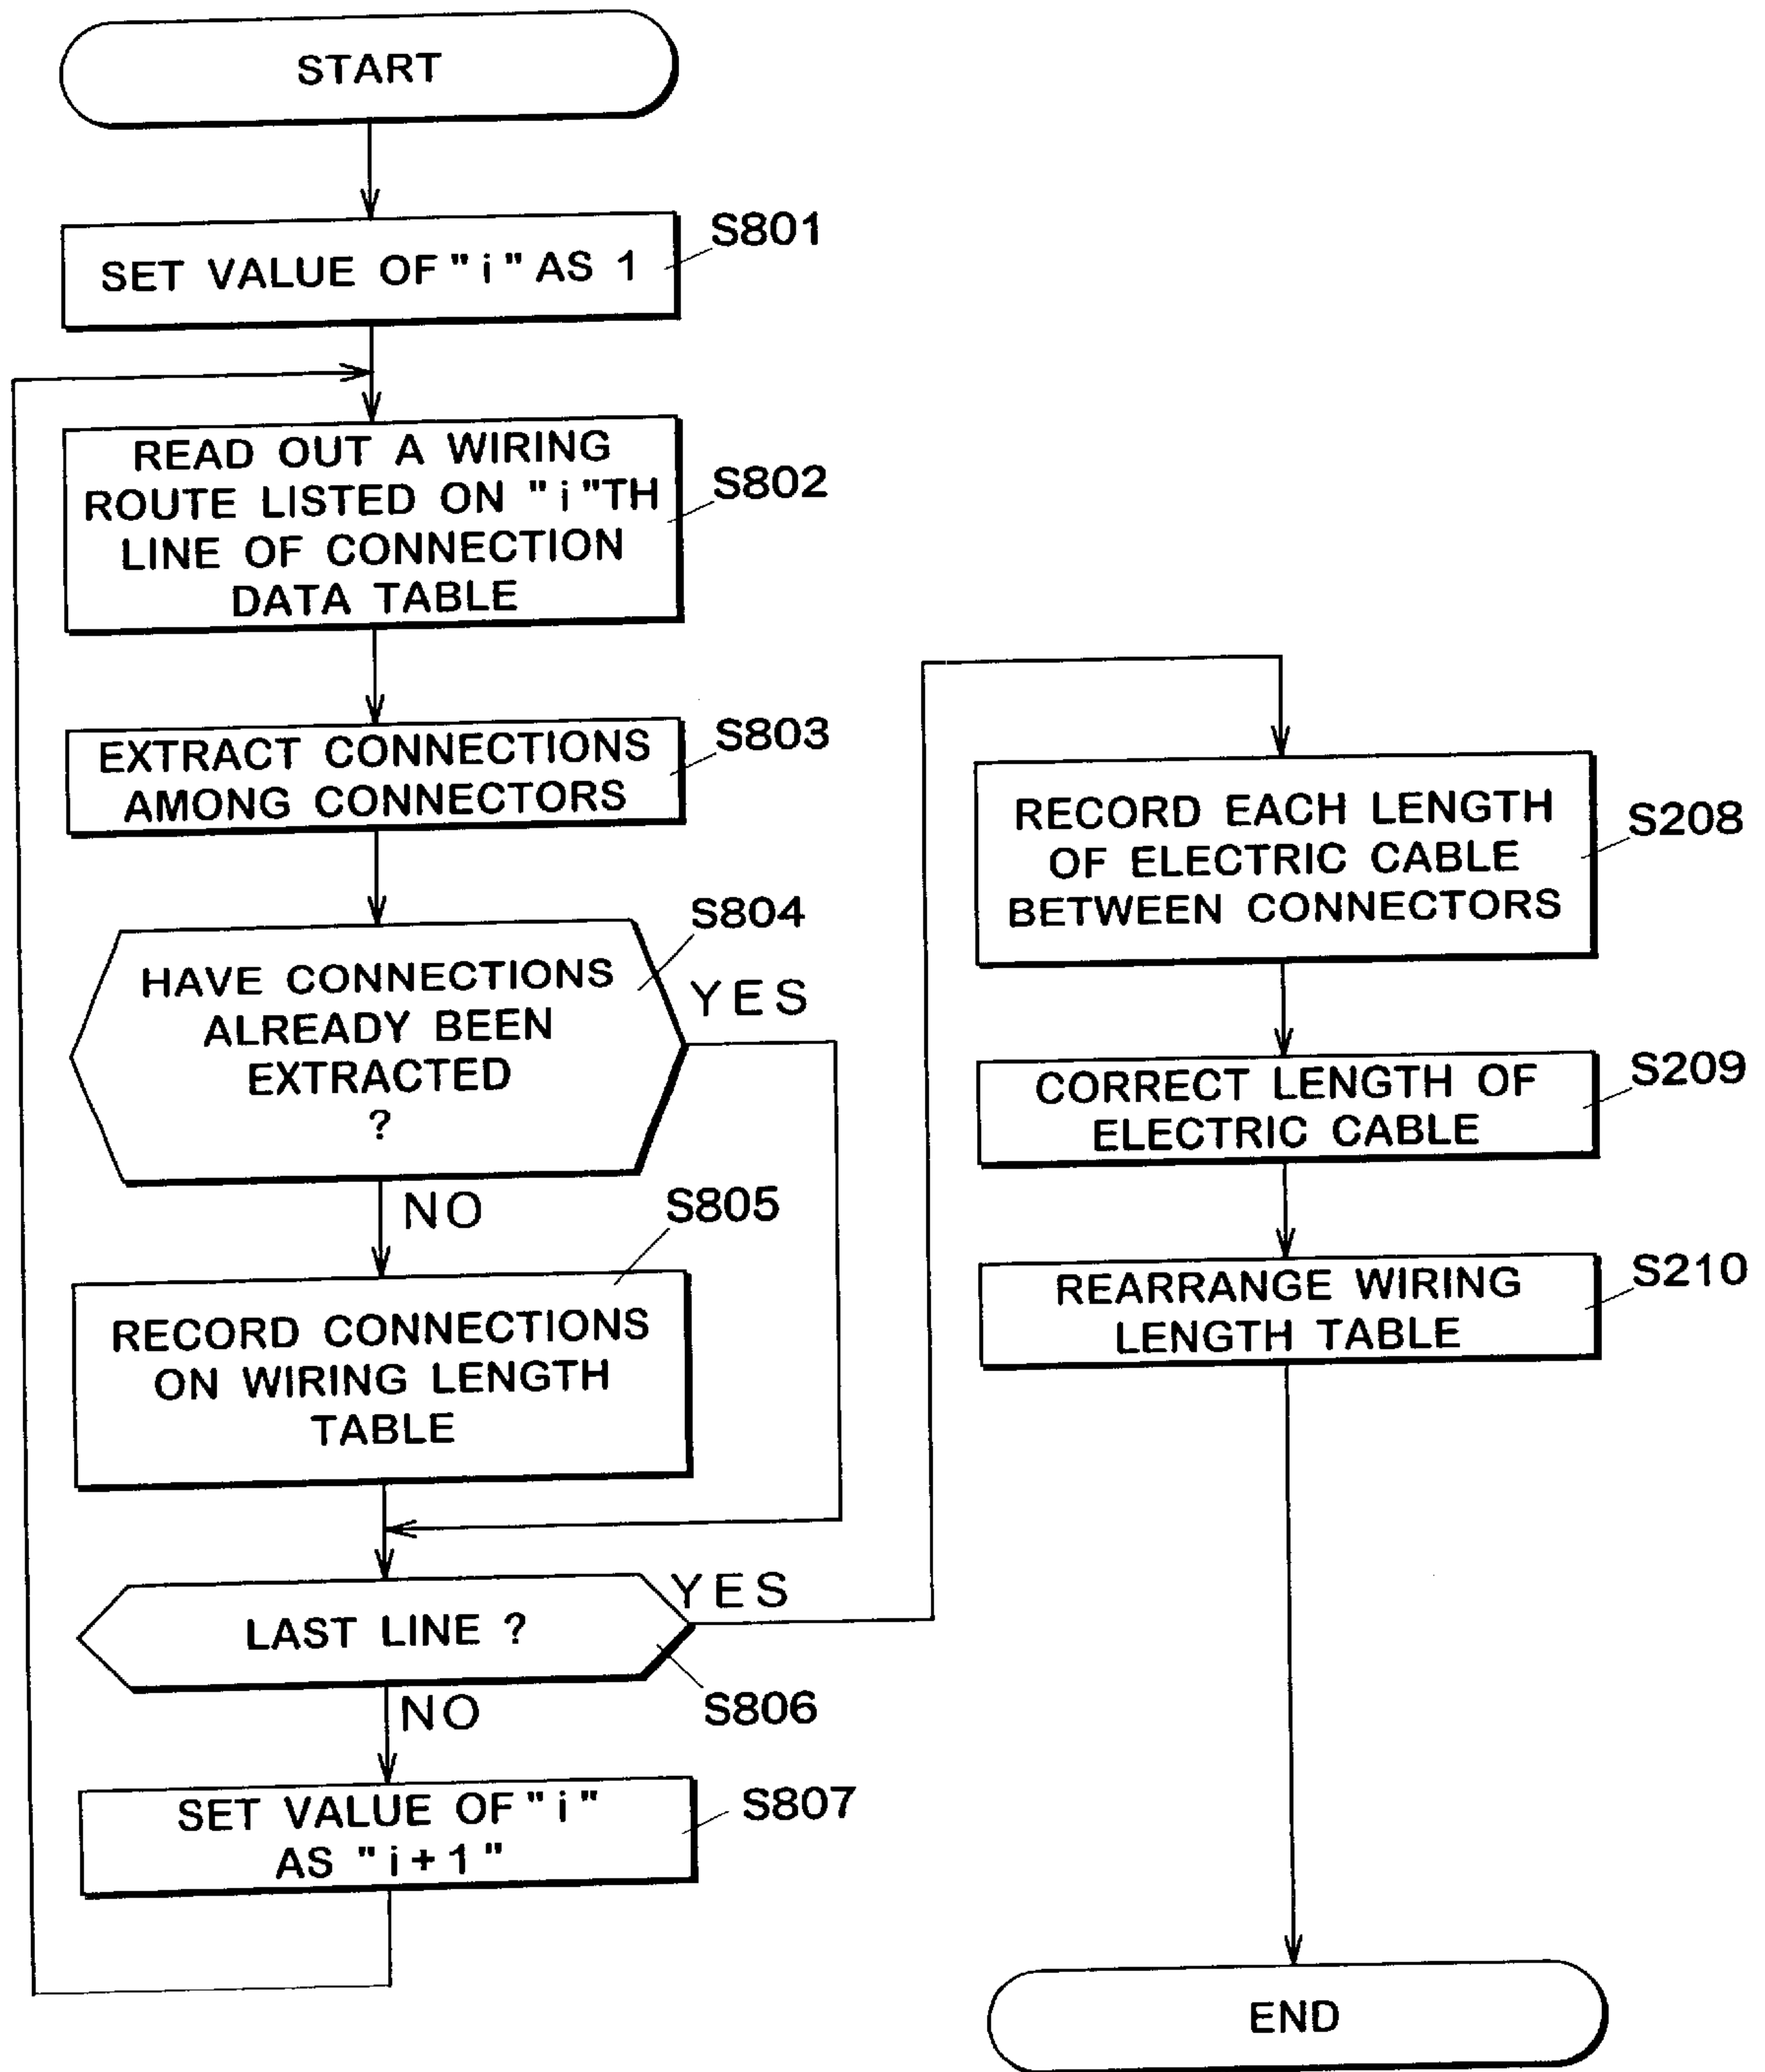 START
SET VALUE OF "i" AS 1
S801
READ OUT A WIRING
ROUTE LISTED ON "i"TH
LINE OF CONNECTION
DATA TABLE
S802
EXTRACT CONNECTIONS
AMONG CONNECTORS
S803
HAVE CONNECTIONS
ALREADY BEEN
EXTRACTED
?
S804
YES
NO
RECORD CONNECTIONS
ON WIRING LENGTH
TABLE
S805
LAST LINE ?
YES
S806
NO
SET VALUE OF "i"
AS "i+1"
S807
RECORD EACH LENGTH
OF ELECTRIC CABLE
BETWEEN CONNECTORS
S208
CORRECT LENGTH OF
ELECTRIC CABLE
S209
REARRANGE WIRING
LENGTH TABLE
S210
END